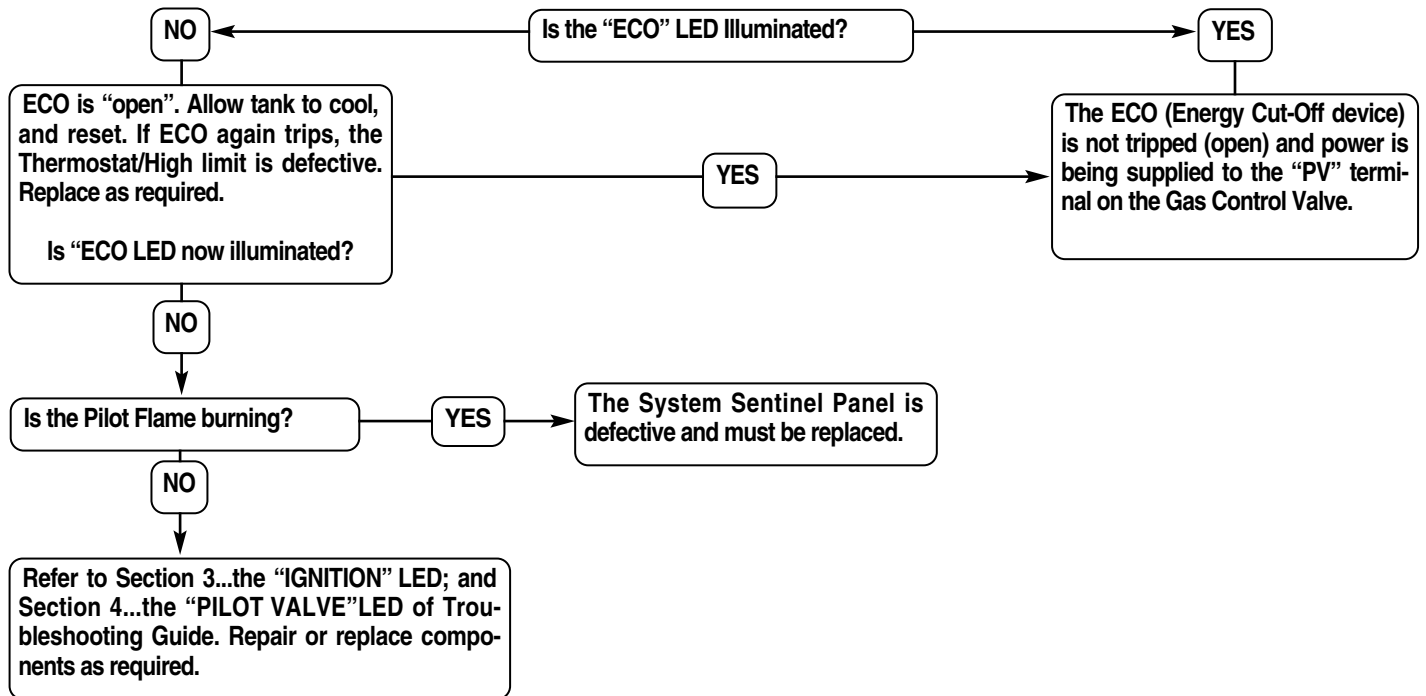 Is the “ECO” LED Illuminated?
NO
YES
ECO is “open”. Allow tank to cool,
and reset. If ECO again trips, the
Thermostat/High limit is defective.
Replace as required.
Is “ECO LED now illuminated?
YES
The ECO (Energy Cut-Off device)
is not tripped (open) and power is
being supplied to the “PV” termi-
nal on the Gas Control Valve.
NO
Is the Pilot Flame burning?
YES
The System Sentinel Panel is
defective and must be replaced.
NO
Refer to Section 3...the “IGNITION” LED; and
Section 4...the “PILOT VALVE”LED of Trou-
bleshooting Guide. Repair or replace compo-
nents as required.